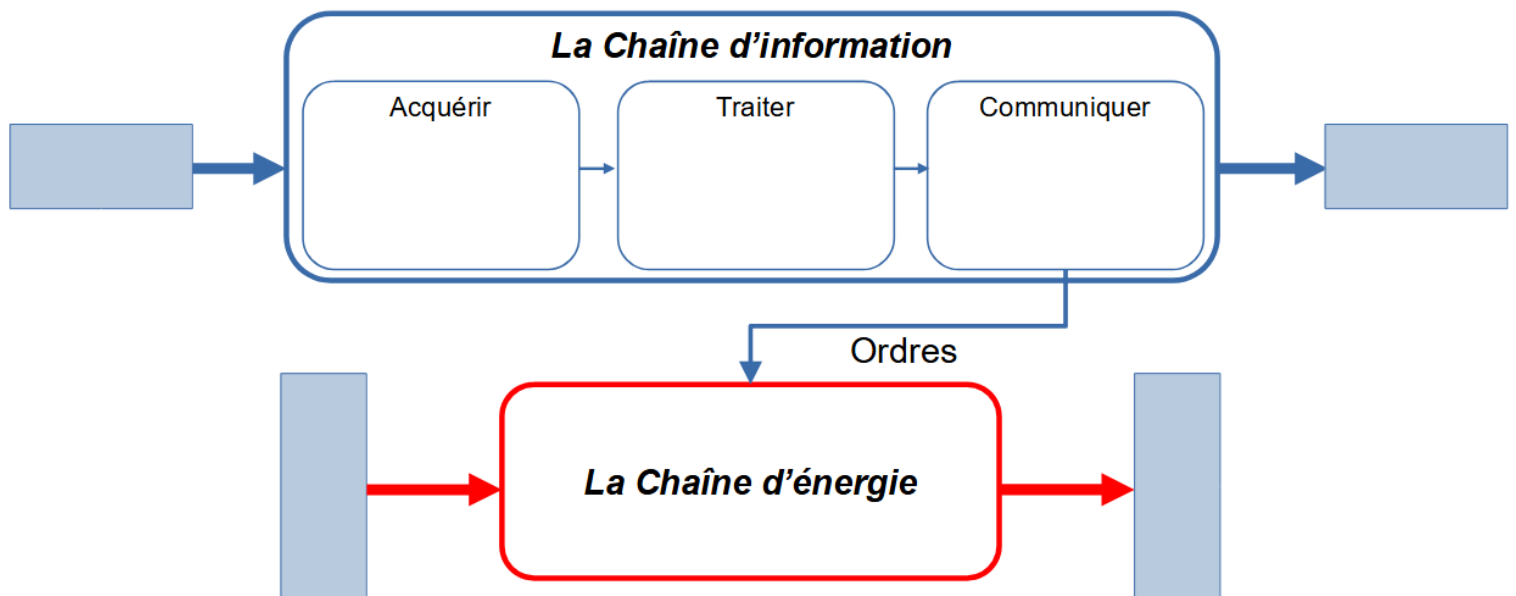 La Chaîne d’information
Acquérir
Traiter
Communiquer
Ordres
La Chaîne d’énergie